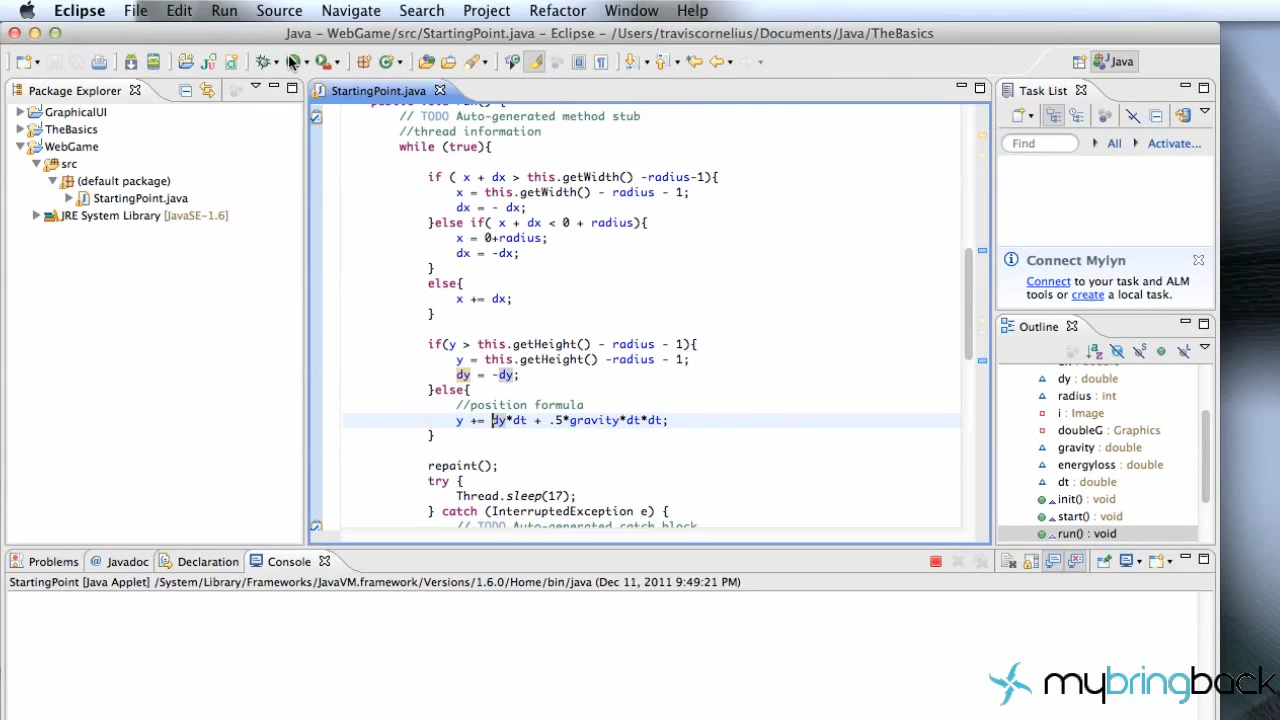 Eclipse File Edit Run Source Navigate Search Project Refactor Window Help
Java – WebGame/src/StartingPoint.java – Eclipse – /Users/traviscornelius/Documents/Java/TheBasics
Java
Package Explorer
GraphicalUI
TheBasics
WebGame
src
(default package)
StartingPoint.java
JRE System Library [JavaSE-1.6]
StartingPoint.java
// TODO Auto-generated method stub
//thread information
while (true){
if ( x + dx > this.getWidth() -radius-1){
x = this.getWidth() - radius - 1;
dx = - dx;
}else if( x + dx < 0 + radius){
x = 0+radius;
dx = -dx;
}
else{
x += dx;
}
if(y > this.getHeight() - radius - 1){
y = this.getHeight() -radius - 1;
dy = -dy;
}else{
//position formula
y += dy*dt + .5*gravity*dt*dt;
}
repaint();
try {
Thread.sleep(17);
} catch (InterruptedException e) {
// TODO Auto-generated catch block
Task List
Find All Activate...
Connect Mylyn
Connect to your task and ALM
tools or create a local task.
Outline
dy : double
radius : int
i : Image
doubleG : Graphics
gravity : double
energyloss : double
dt : double
init() : void
start() : void
run() : void
Problems Javadoc Declaration Console
StartingPoint [Java Applet] /System/Library/Frameworks/JavaVM.framework/Versions/1.6.0/Home/bin/java (Dec 11, 2011 9:49:21 PM)
mybringback